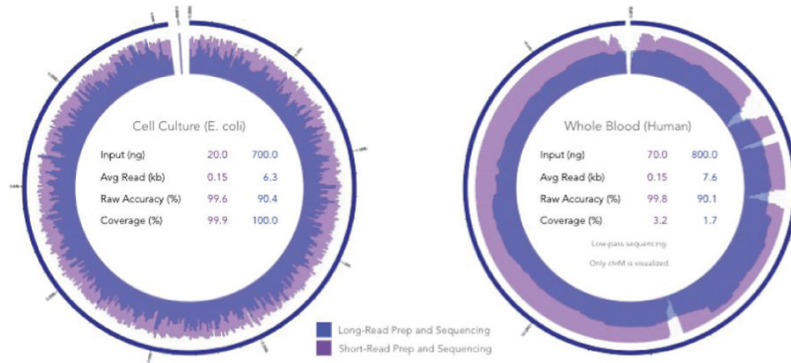 Cell Culture (E. coli)
Input (ng) 20.0 700.0
Avg Read (kb) 0.15 6.3
Raw Accuracy (%) 99.6 90.4
Coverage (%) 99.9 100.0
Whole Blood (Human)
Input (ng) 70.0 800.0
Avg Read (kb) 0.15 7.6
Raw Accuracy (%) 99.8 90.1
Coverage (%) 3.2 1.7
Low-pass sequencing.
Only chrM is visualized.
Long-Read Prep and Sequencing
Short-Read Prep and Sequencing